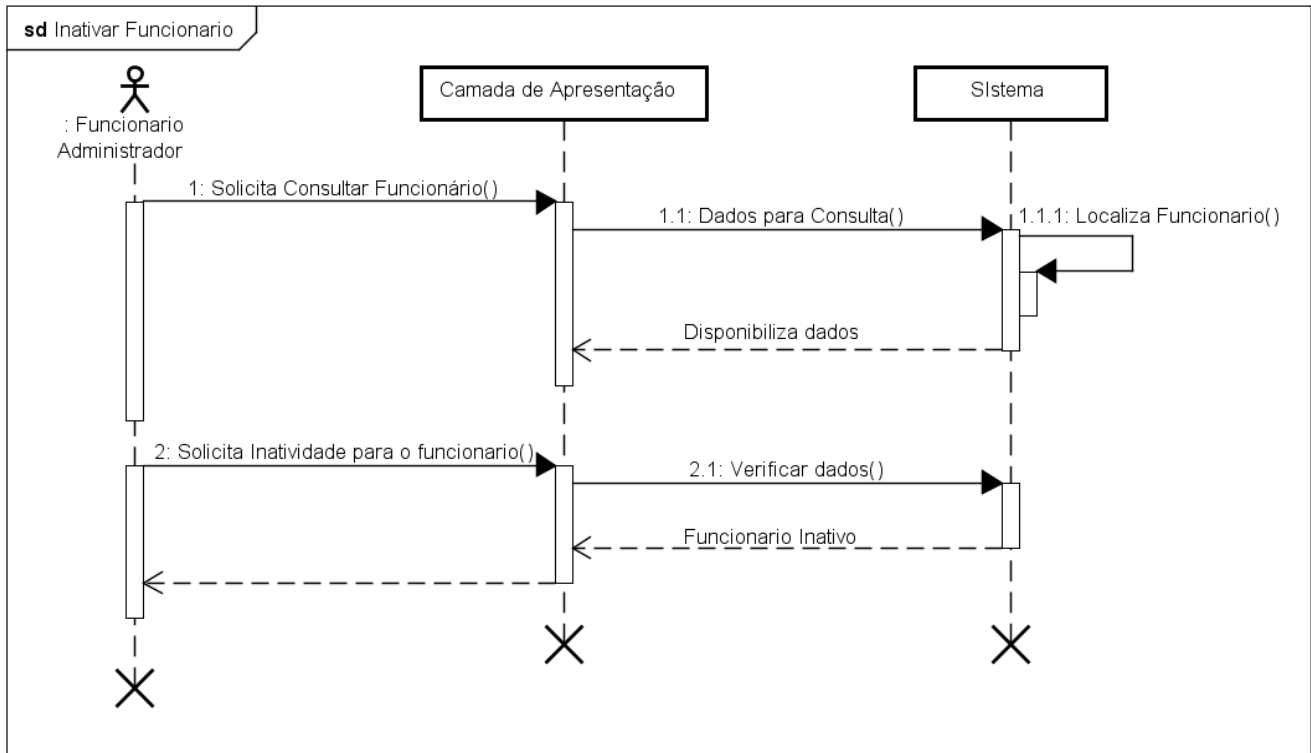 sd Inativar Funcionario
: Funcionario
Administrador
Camada de Apresentação
SIstema
1: Solicita Consultar Funcionário()
1.1: Dados para Consulta()
1.1.1: Localiza Funcionario()
Disponibiliza dados
2: Solicita Inatividade para o funcionario()
2.1: Verificar dados()
Funcionario Inativo